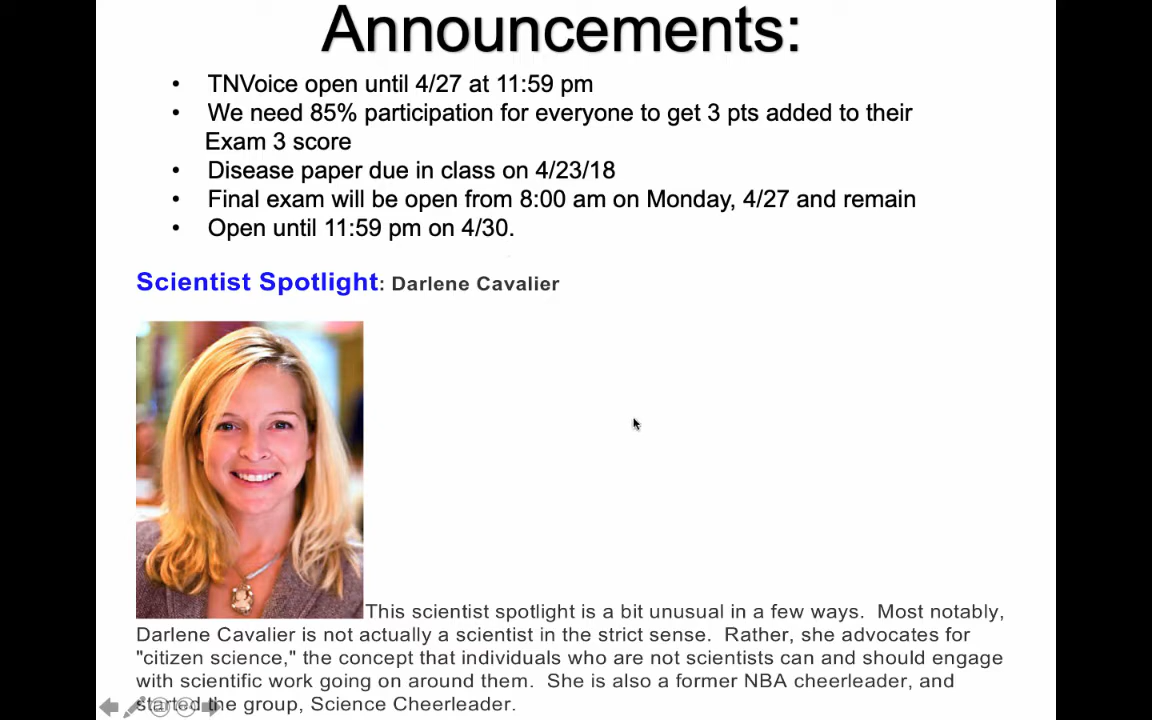 Announcements:
• TNVoice open until 4/27 at 11:59 pm
• We need 85% participation for everyone to get 3 pts added to their
Exam 3 score
• Disease paper due in class on 4/23/18
• Final exam will be open from 8:00 am on Monday, 4/27 and remain
• Open until 11:59 pm on 4/30.
Scientist Spotlight: Darlene Cavalier
This scientist spotlight is a bit unusual in a few ways. Most notably,
Darlene Cavalier is not actually a scientist in the strict sense. Rather, she advocates for
"citizen science," the concept that individuals who are not scientists can and should engage
with scientific work going on around them. She is also a former NBA cheerleader, and
started the group, Science Cheerleader.